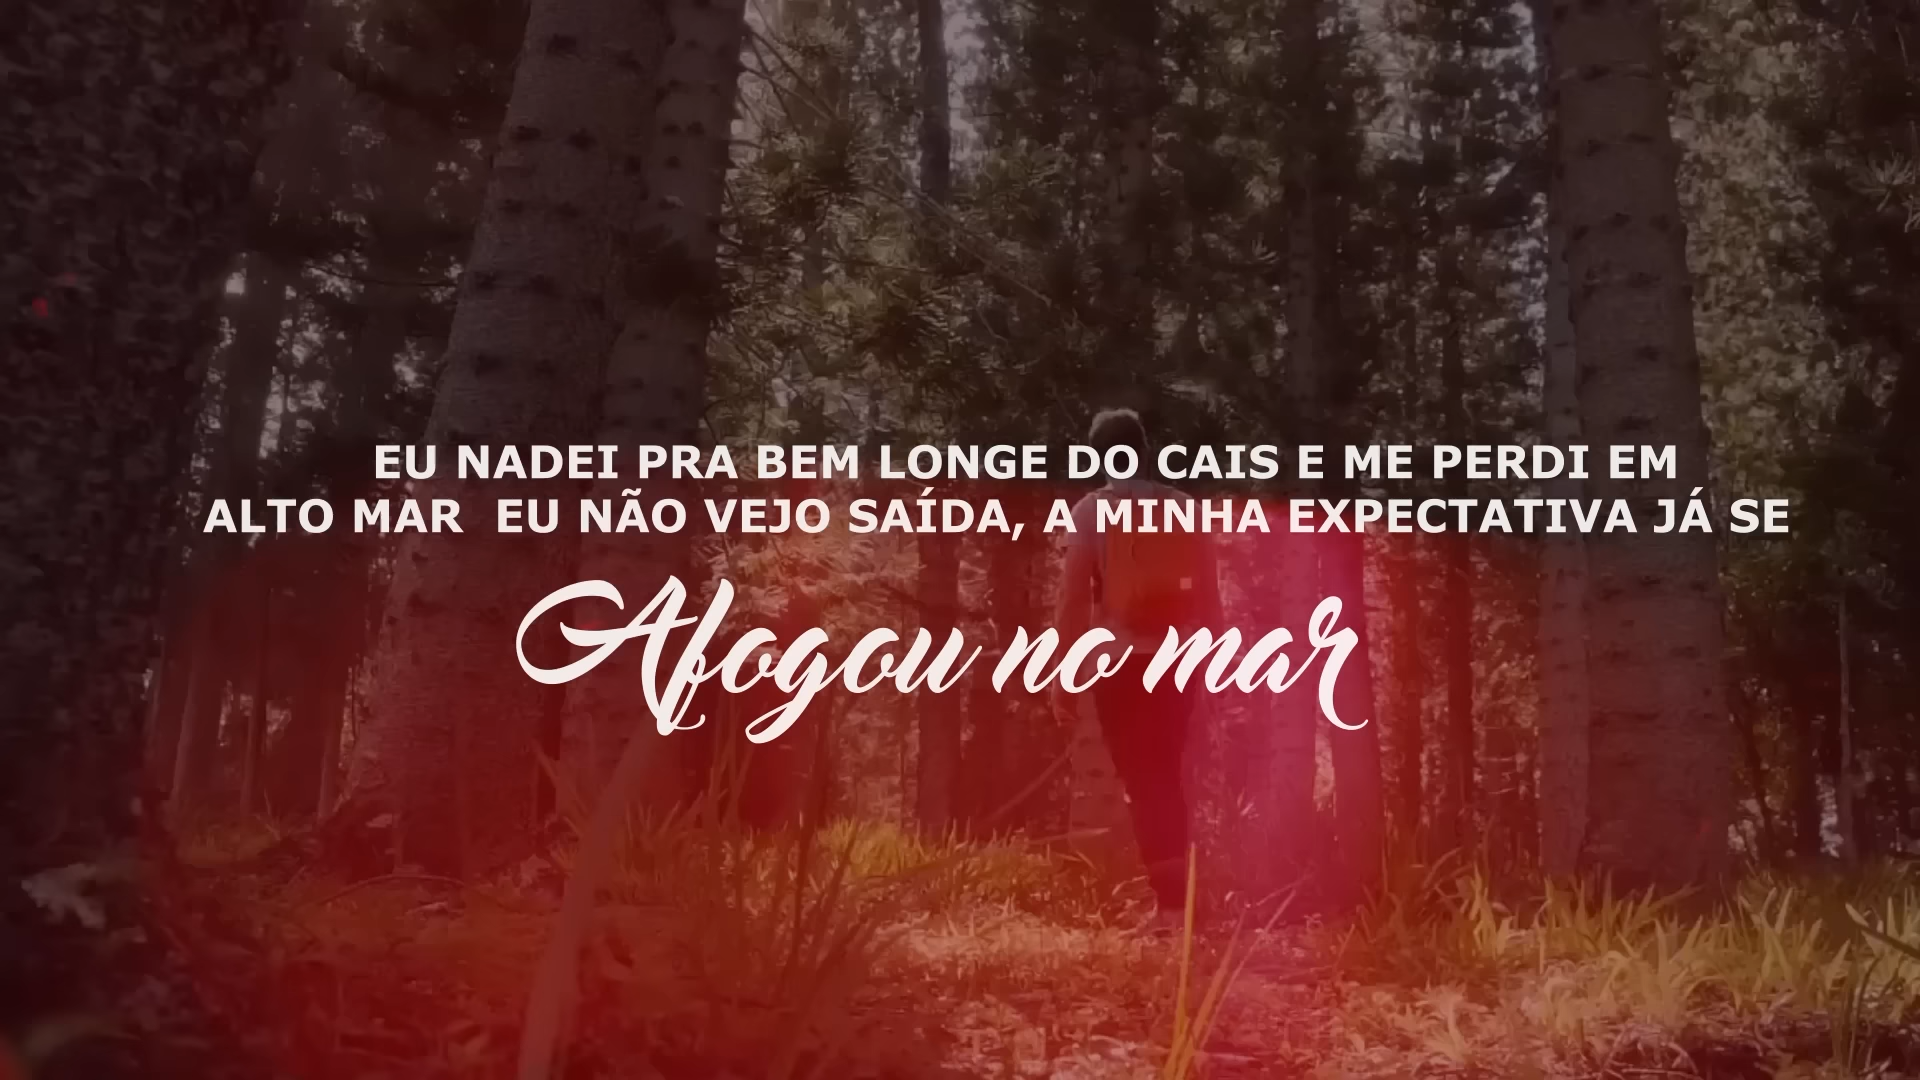 EU NADEI PRA BEM LONGE DO CAIS E ME PERDI EM
ALTO MAR  EU NÃO VEJO SAÍDA, A MINHA EXPECTATIVA JÁ SE
Afogou no mar